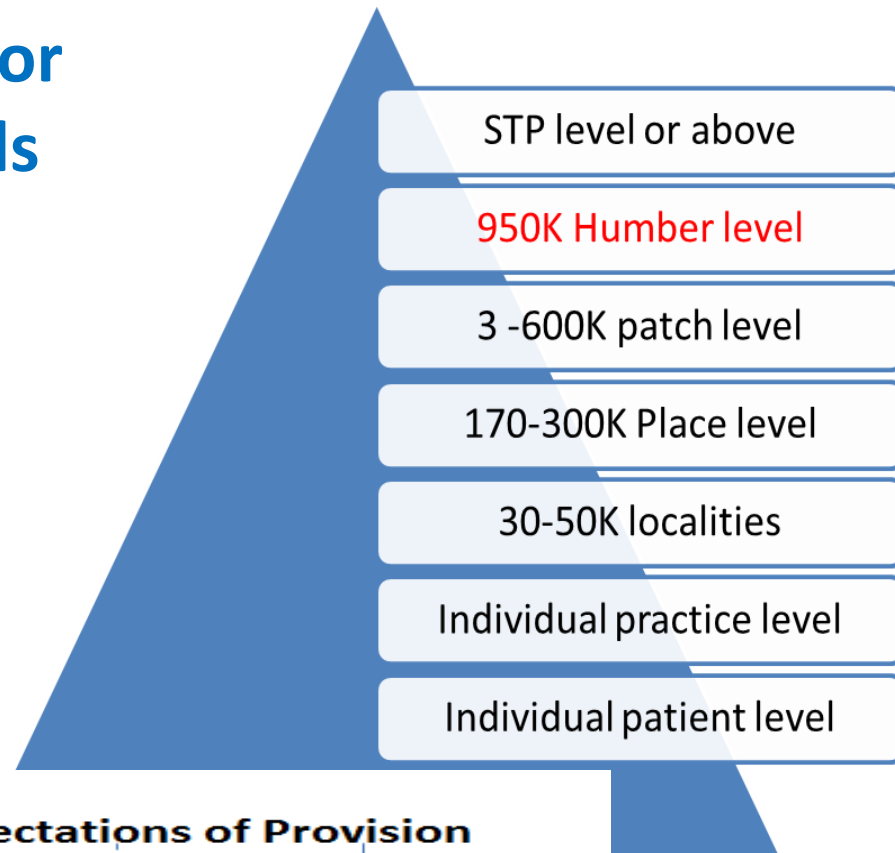 or
ls
STP level or above
950K Humber level
3 -600K patch level
170-300K Place level
30-50K localities
Individual practice level
Individual patient level
ectations of Provision